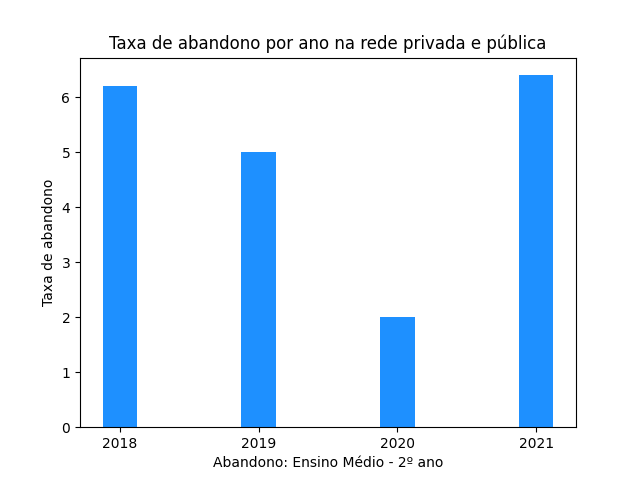 Taxa de abandono por ano na rede privada e pública
6
5
4
3
2
1
0
Taxa de abandono
2018 2019 2020 2021
Abandono: Ensino Médio - 2º ano